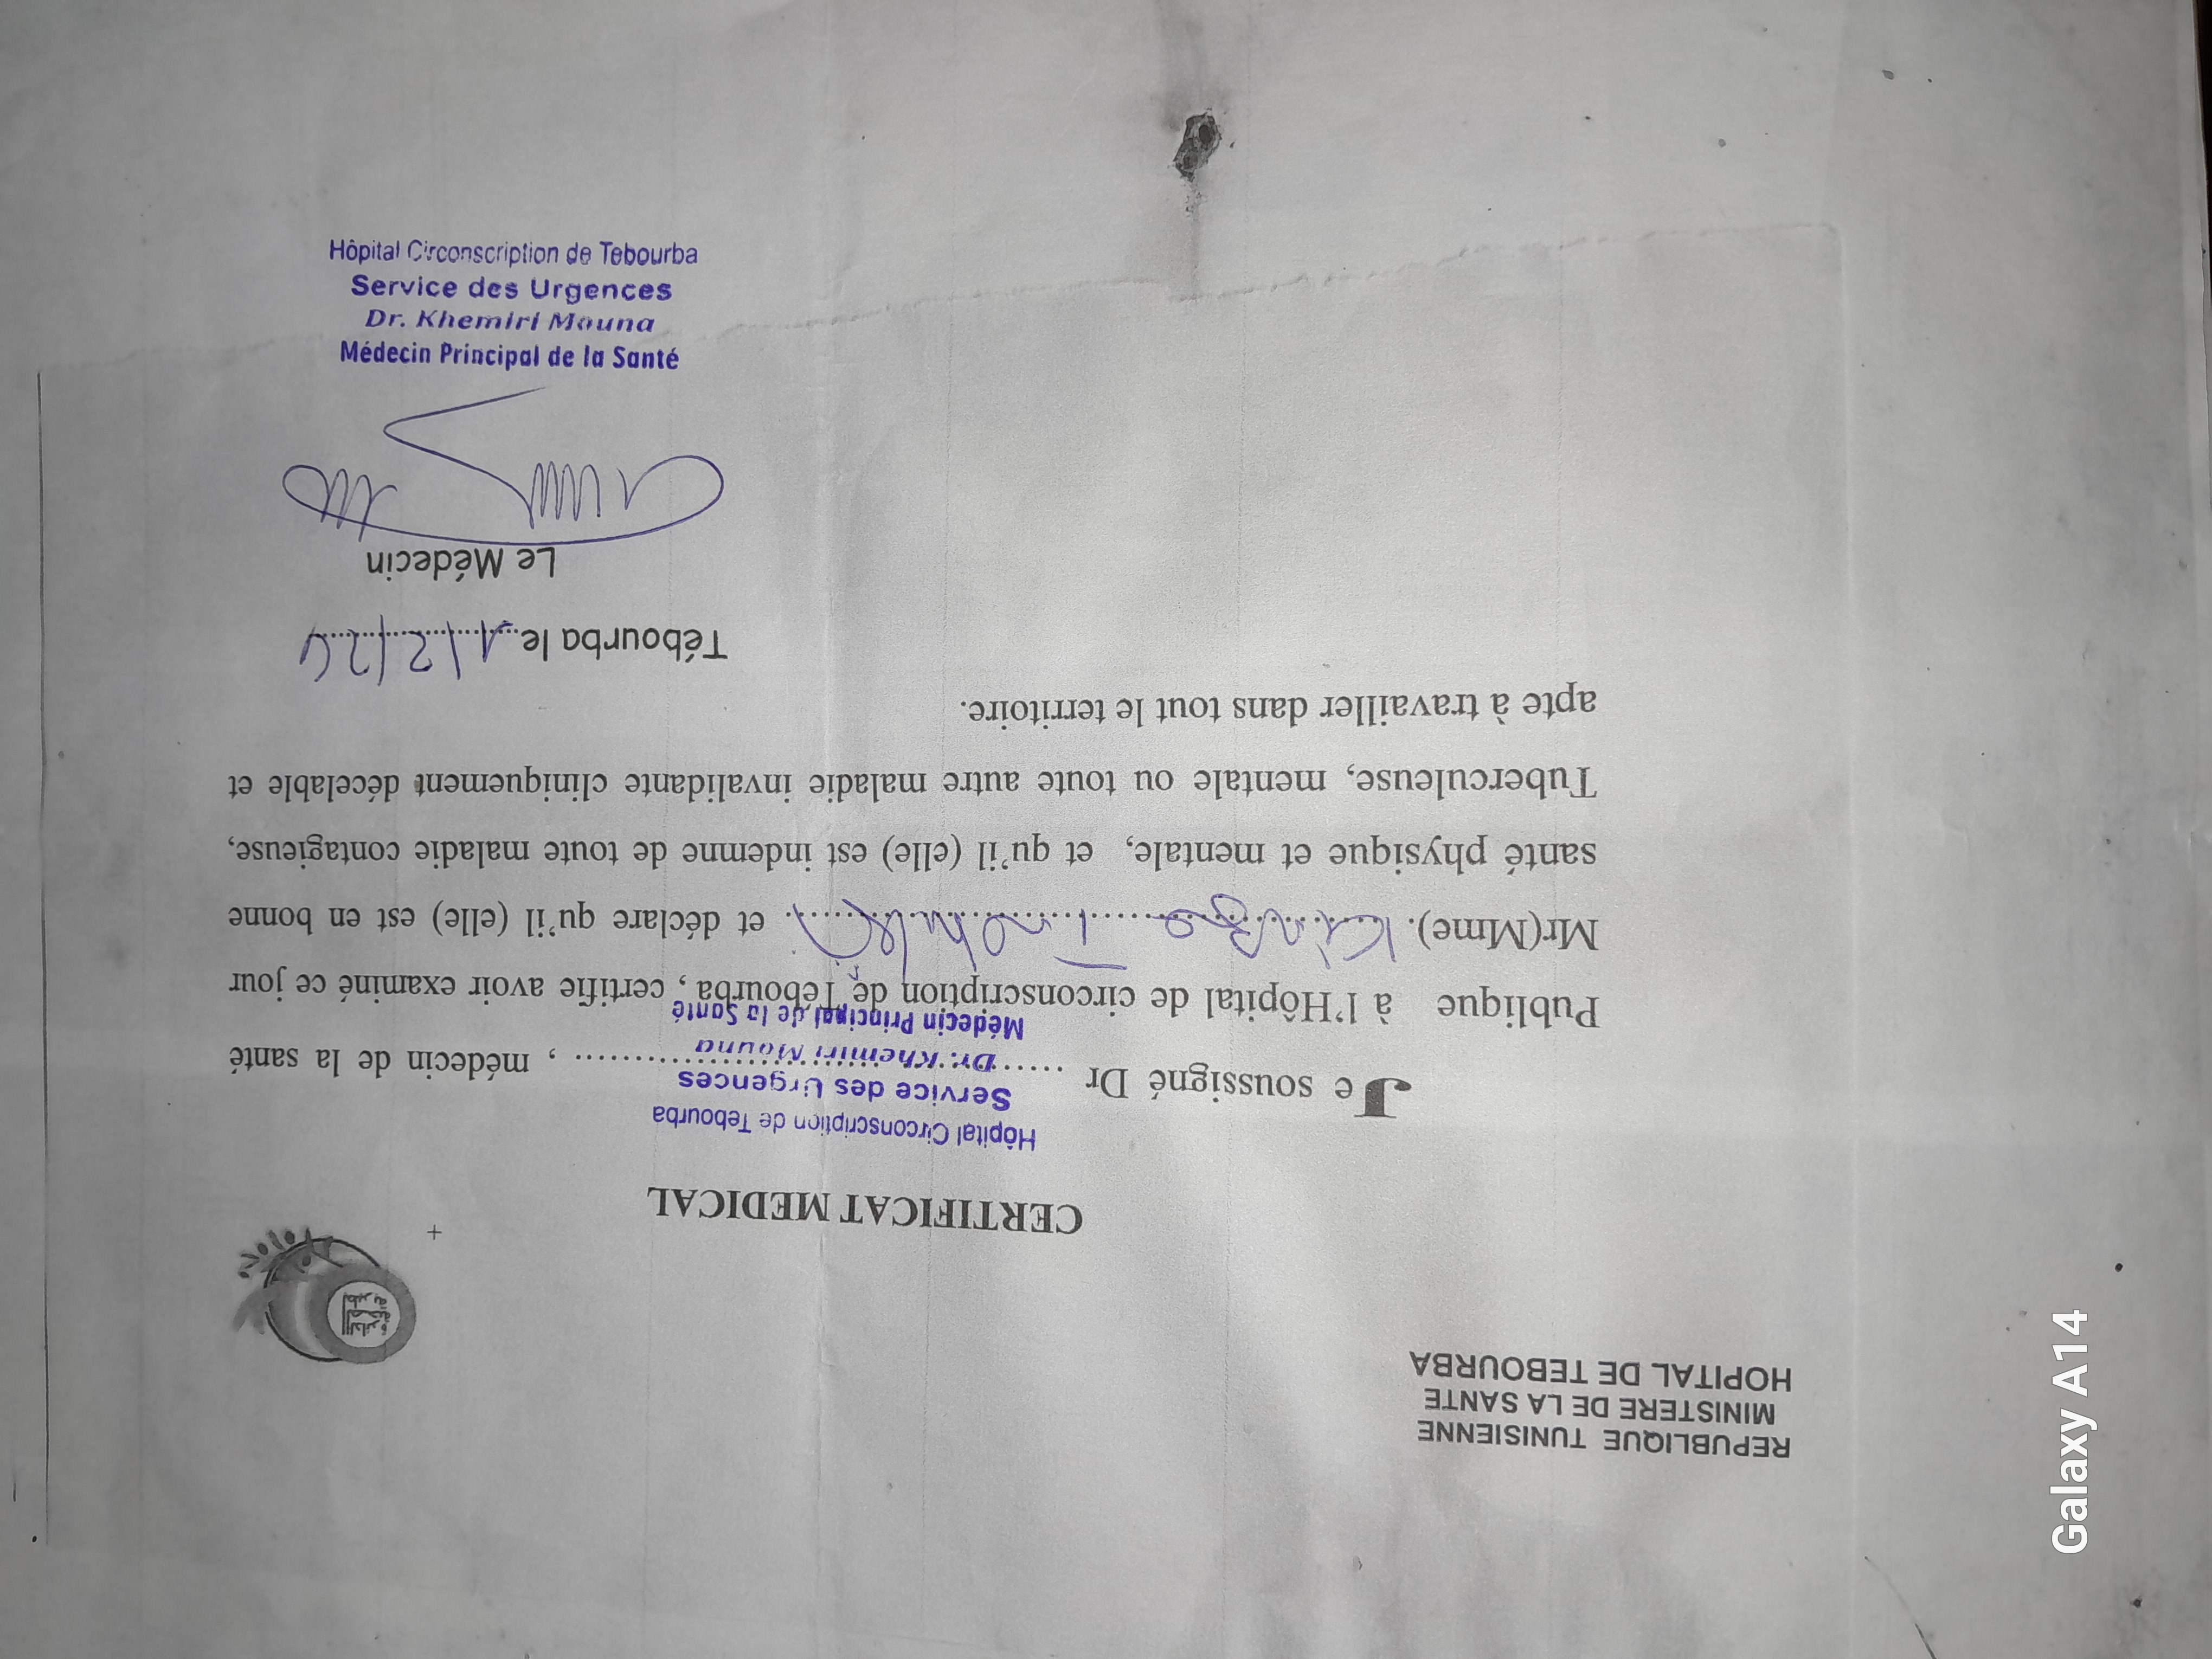 REPUBLIQUE TUNISIENNE
MINISTERE DE LA SANTE
HOPITAL DE TEBOURBA
CERTIFICAT MEDICAL
Hôpital Circonscription de Tebourba
Service des Urgences
Dr. Khemiri Mouna
Médecin Principal de la Santé
Je soussigné Dr ........................................ , médecin de la santé
Publique à l'Hôpital de circonscription de Tébourba , certifie avoir examiné ce jour
Mr(Mme). ........................................ et déclare qu'il (elle) est en bonne
santé physique et mentale, et qu'il (elle) est indemne de toute maladie contagieuse,
Tuberculeuse, mentale ou toute autre maladie invalidante cliniquement décelable et
apte à travailler dans tout le territoire.
Tébourba le 1/2/24
Le Médecin
Hôpital Circonscription de Tebourba
Service des Urgences
Dr. Khemiri Mouna
Médecin Principal de la Santé
Galaxy A14